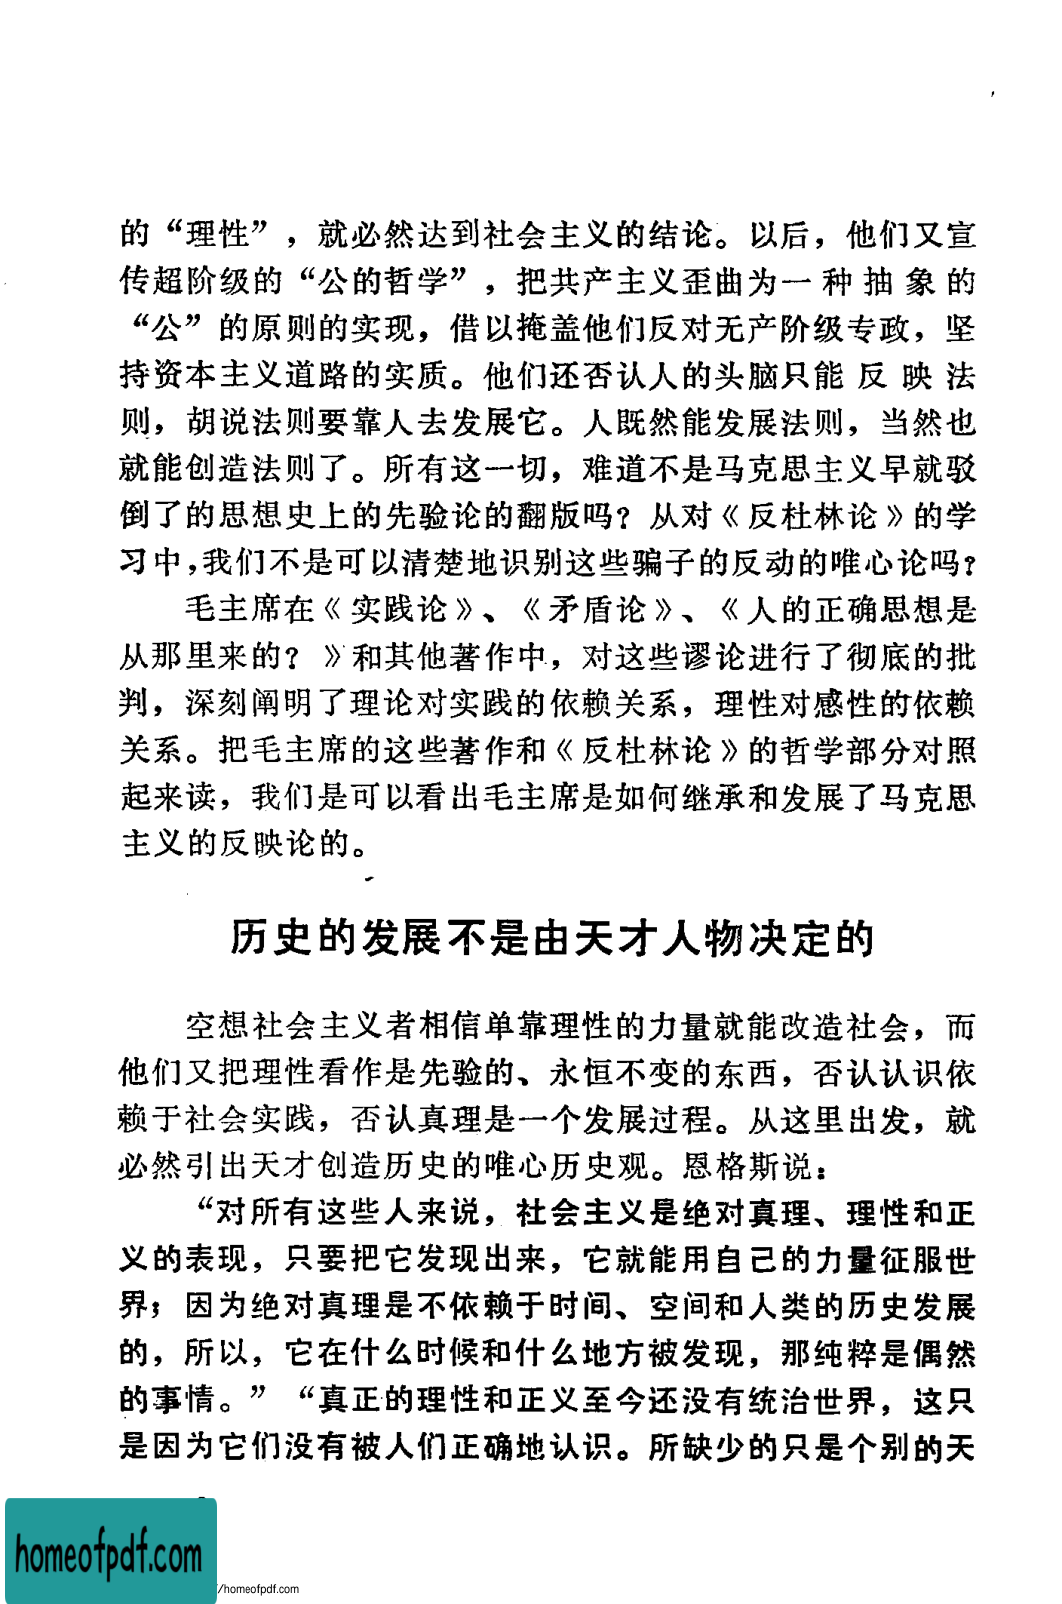 的“理性”，就必然达到社会主义的结论。以后，他们又宣
传超阶级的“公的哲学”，把共产主义歪曲为一种抽象的
“公”的原则的实现，借以掩盖他们反对无产阶级专政，坚
持资本主义道路的实质。他们还否认人的头脑只能反映法
则，胡说法则要靠人去发展它。人既然能发展法则，当然也
就能创造法则了。所有这一切，难道不是马克思主义早就驳
倒了的思想史上的先验论的翻版吗？从对《反杜林论》的学
习中，我们不是可以清楚地识别这些骗子的反动的唯心论吗？
毛主席在《实践论》、《矛盾论》、《人的正确思想是
从那里来的？》和其他著作中，对这些谬论进行了彻底的批
判，深刻阐明了理论对实践的依赖关系，理性对感性的依赖
关系。把毛主席的这些著作和《反杜林论》的哲学部分对照
起来读，我们是可以看出毛主席是如何继承和发展了马克思
主义的反映论的。
历史的发展不是由天才人物决定的
空想社会主义者相信单靠理性的力量就能改造社会，而
他们又把理性看作是先验的、永恒不变的东西，否认认识依
赖于社会实践，否认真理是一个发展过程。从这里出发，就
必然引出天才创造历史的唯心历史观。恩格斯说：
“对所有这些人来说，社会主义是绝对真理、理性和正
义的表现，只要把它发现出来，它就能用自己的力量征服世
界；因为绝对真理是不依赖于时间、空间和人类的历史发展
的，所以，它在什么时候和什么地方被发现，那纯粹是偶然
的事情。”“真正的理性和正义至今还没有统治世界，这只
是因为它们没有被人们正确地认识。所缺少的只是个别的天
homeofpdf.com
/homeofpdf.com